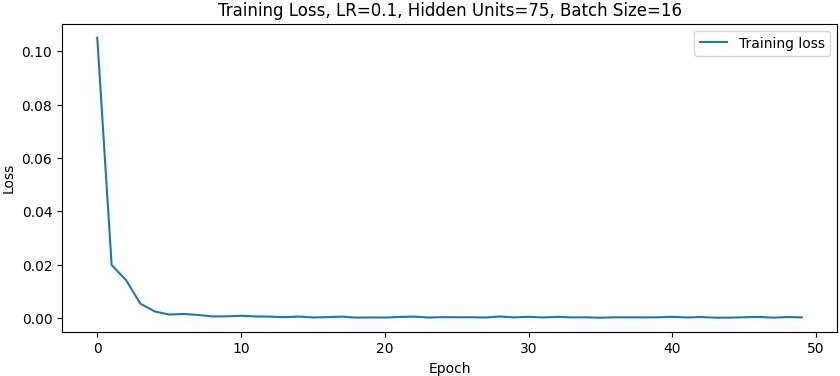 Training Loss, LR=0.1, Hidden Units=75, Batch Size=16
Training loss
0.10
0.08
0.06
0.04
0.02
0.00
Loss
0 10 20 30 40 50
Epoch